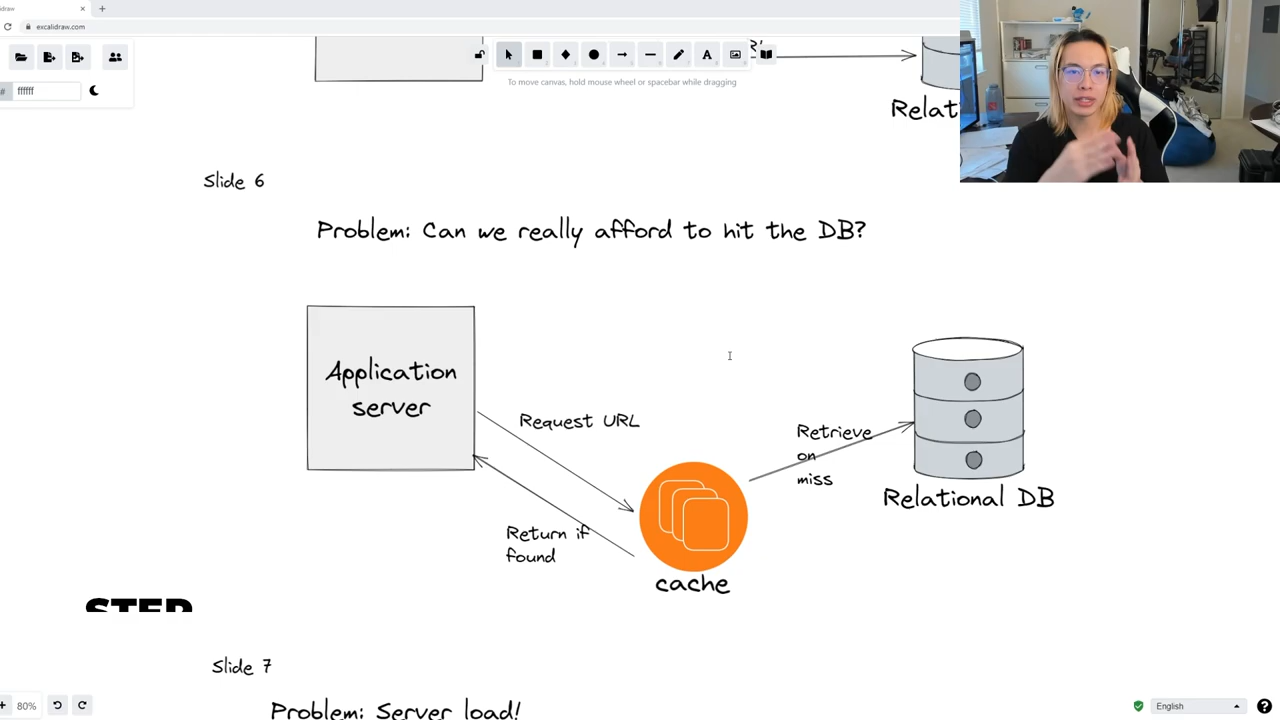 excalidraw.com
ffffff
To move canvas, hold mouse wheel or spacebar while dragging
Slide 6
Problem: Can we really afford to hit the DB?
Application
server
Request URL
Return if
found
cache
Retrieve
on
miss
Relational DB
STEP
Slide 7
Problem: Server load!
80%
English